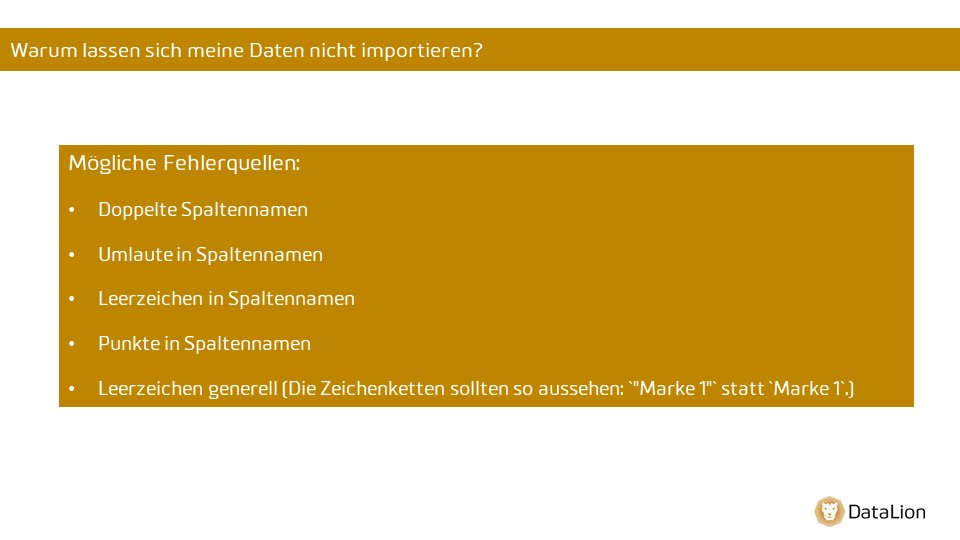 Warum lassen sich meine Daten nicht importieren?
Mögliche Fehlerquellen:
• Doppelte Spaltennamen
• Umlaute in Spaltennamen
• Leerzeichen in Spaltennamen
• Punkte in Spaltennamen
• Leerzeichen generell (Die Zeichenketten sollten so aussehen: `"Marke 1"` statt `Marke 1`.)
DataLion